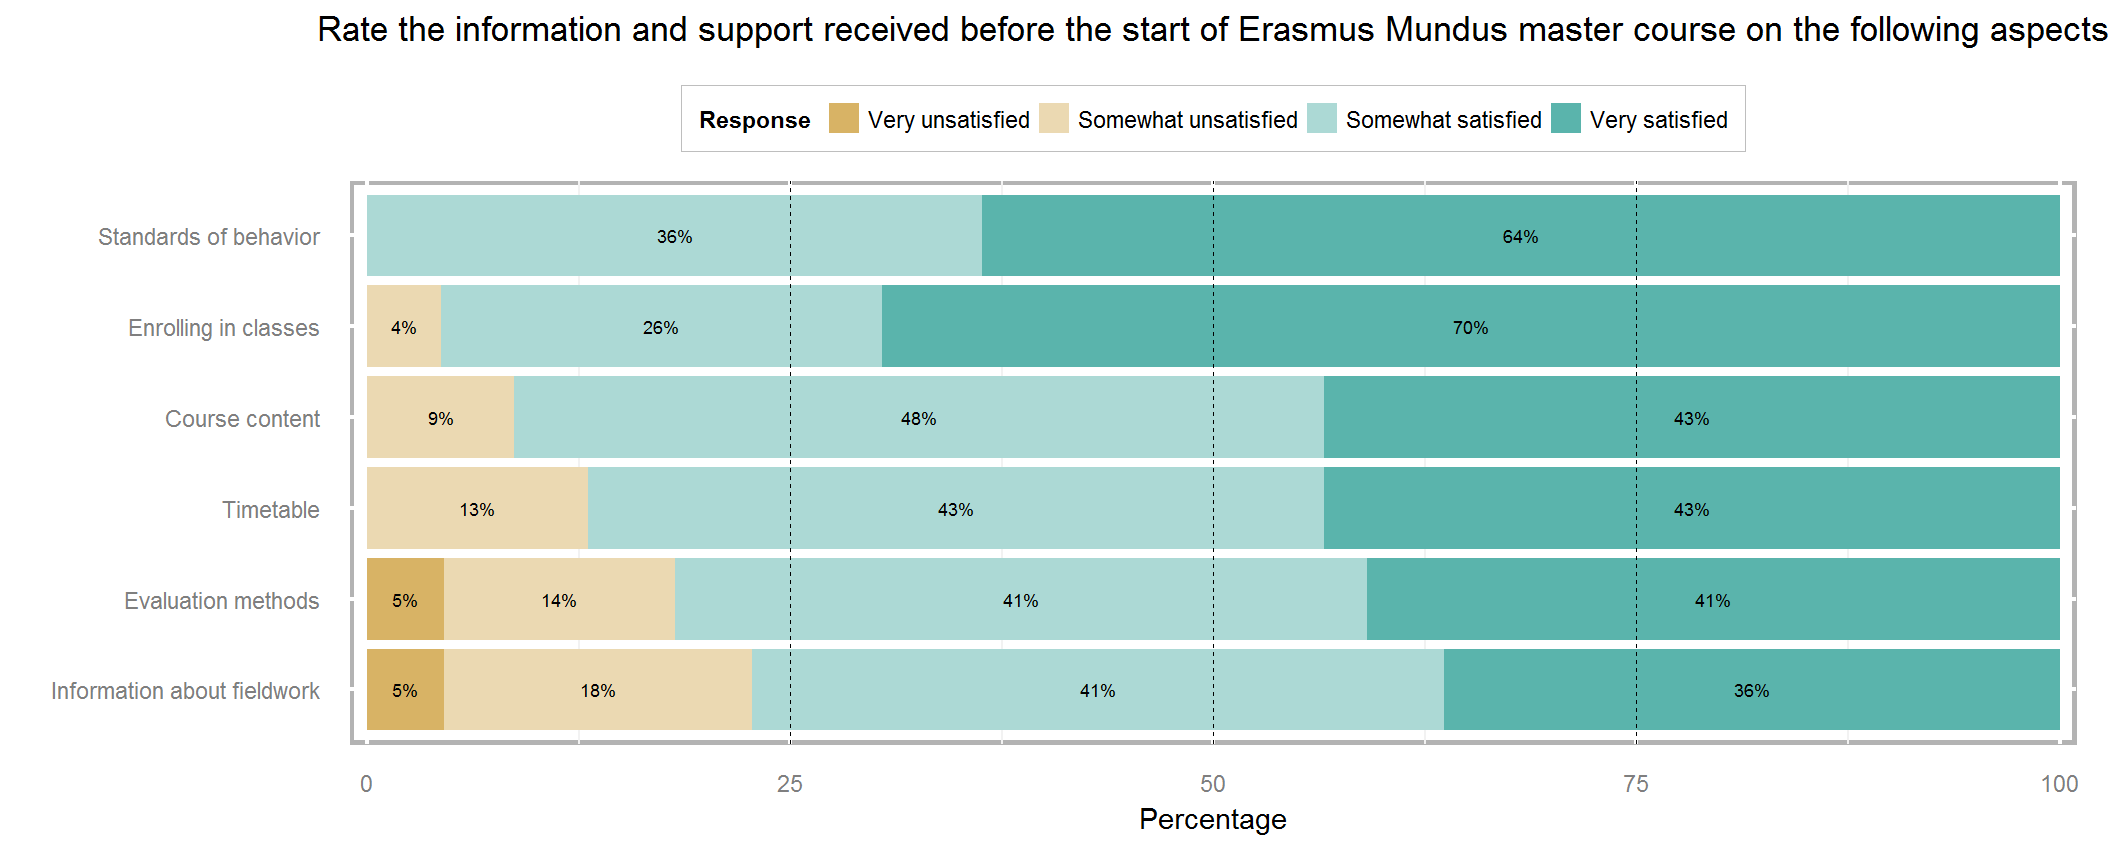 Rate the information and support received before the start of Erasmus Mundus master course on the following aspects
Response Very unsatisfied Somewhat unsatisfied Somewhat satisfied Very satisfied
Standards of behavior 36% 64%
Enrolling in classes 4% 26% 70%
Course content 9% 48% 43%
Timetable 13% 43% 43%
Evaluation methods 5% 14% 41% 41%
Information about fieldwork 5% 18% 41% 36%
0 25 50 75 100
Percentage